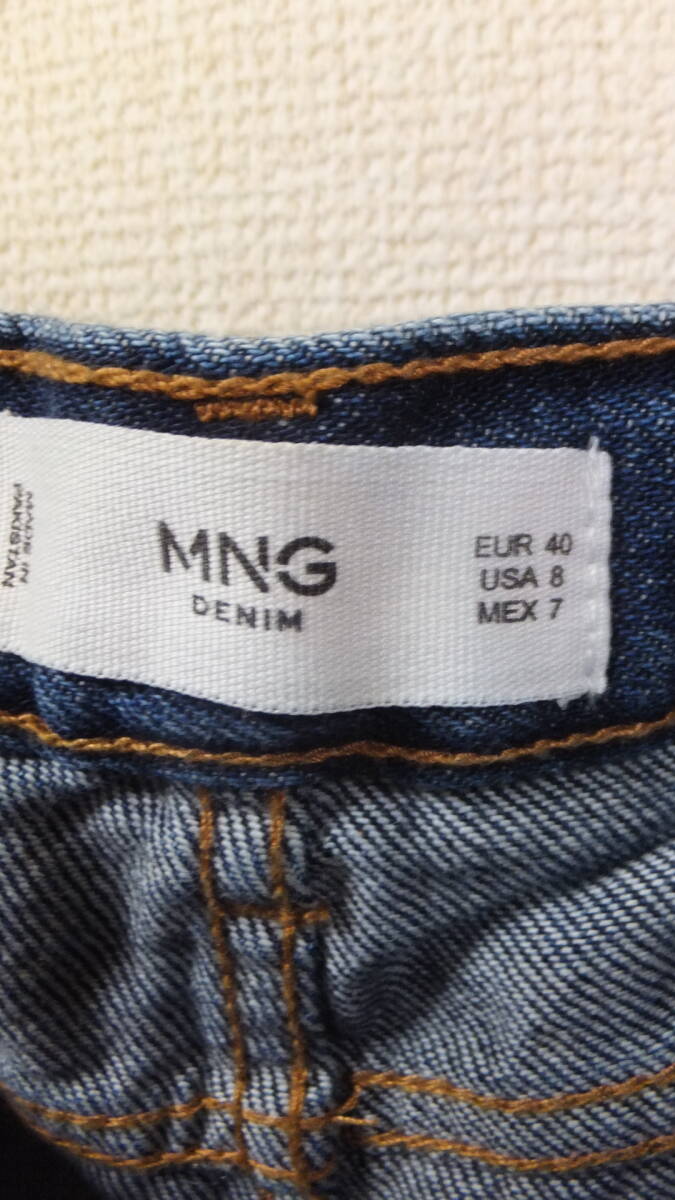 MADE IN
PAKISTAN
MNG
DENIM
EUR 40
USA 8
MEX 7